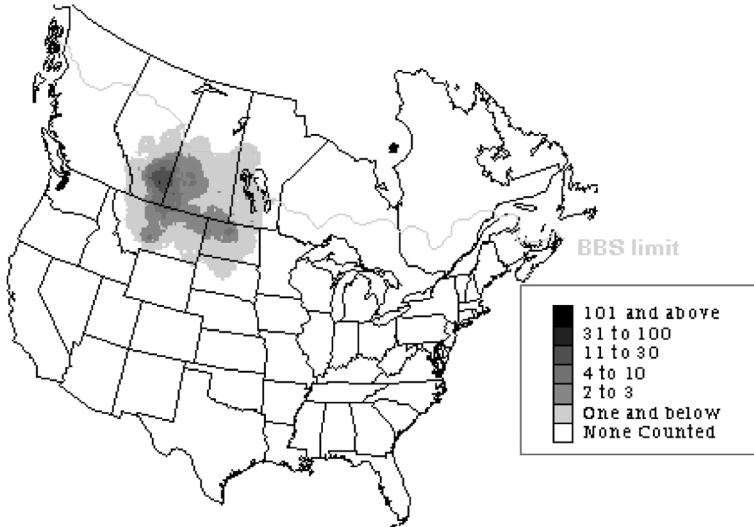 BBS limit
101 and above
31 to 100
11 to 30
4 to 10
2 to 3
One and below
None Counted